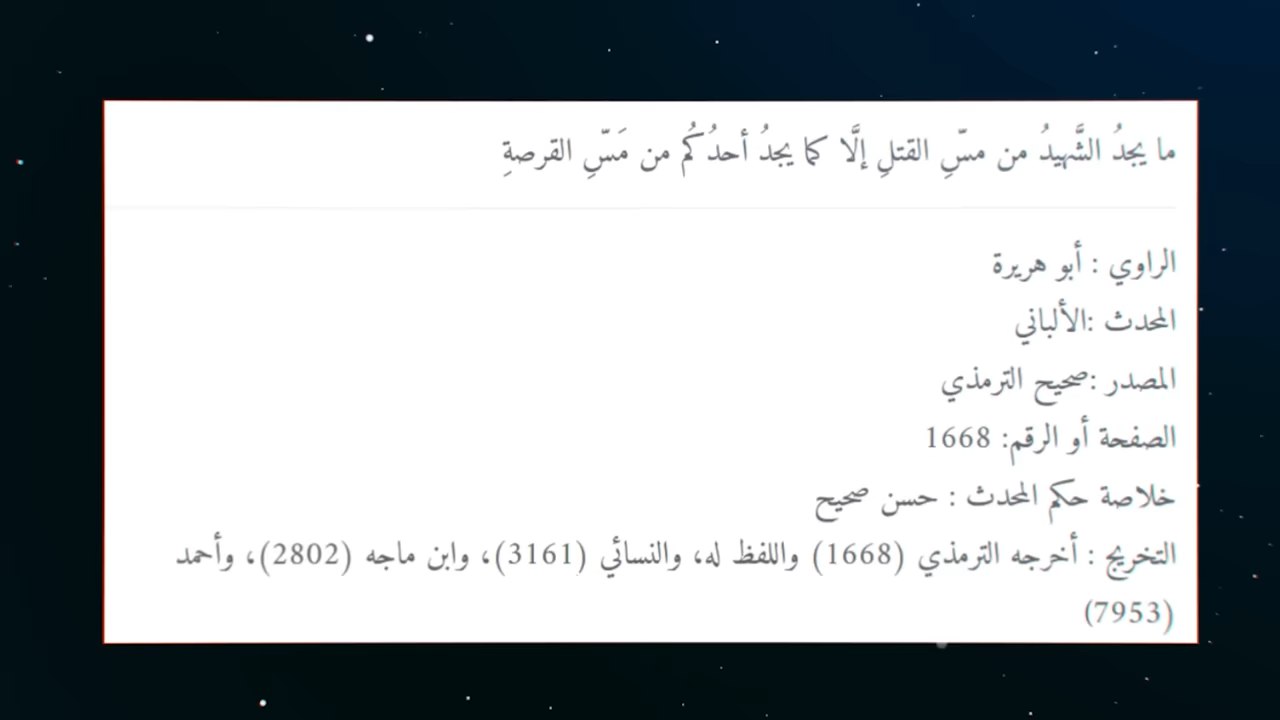 ما يجدُ الشَّهيدُ من مسّ القتلِ إلَّا كما يجدُ أحدُكُم من مَسّ القرصةِ
الراوي : أبو هريرة
المحدث :الألباني
المصدر :صحيح الترمذي
الصفحة أو الرقم: 1668
خلاصة حكم المحدث : حسن صحيح
التخريج : أخرجه الترمذي (1668) واللفظ له، والنسائي (3161)، وابن ماجه (2802)، وأحمد
(7953)